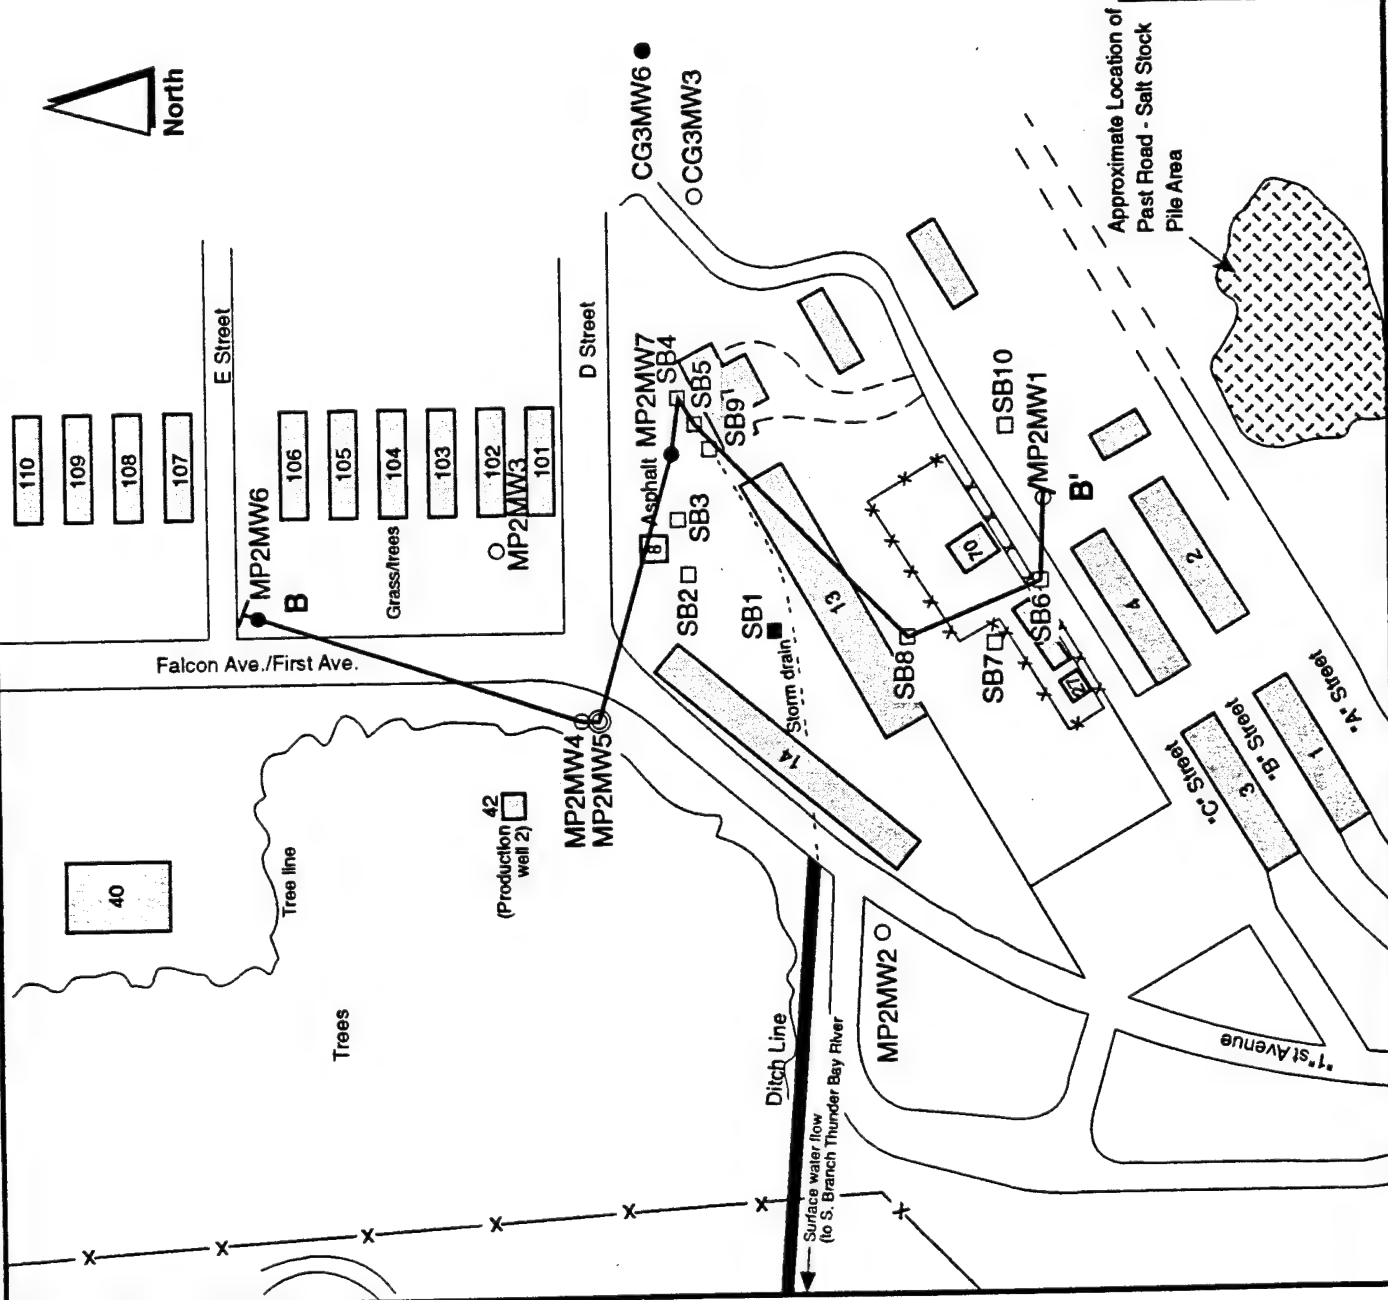 North
CG3MW6
CG3MW3
Approximate Location of
Past Road - Salt Stock
Pile Area
E Street
D Street
110
109
108
107
106
105
104
103
102
101
MP2MW6
B
Grass/trees
MP2MW3
Falcon Ave./First Ave.
Asphalt
MP2MW7
SB4
SB5
SB9
8
SB3
SB2
SB1
Storm drain
13
14
SB10
MP2MW1
B'
70
SB6
SB7
SB8
27
4
2
"C" Street
3
"B" Street
1
"A" Street
MP2MW4
MP2MW5
42
(Production
well 2)
40
Tree line
Trees
Ditch Line
MP2MW2
"1"st Avenue
Surface water flow
(to S. Branch Thunder Bay River
X
X
X
X
X
X
X